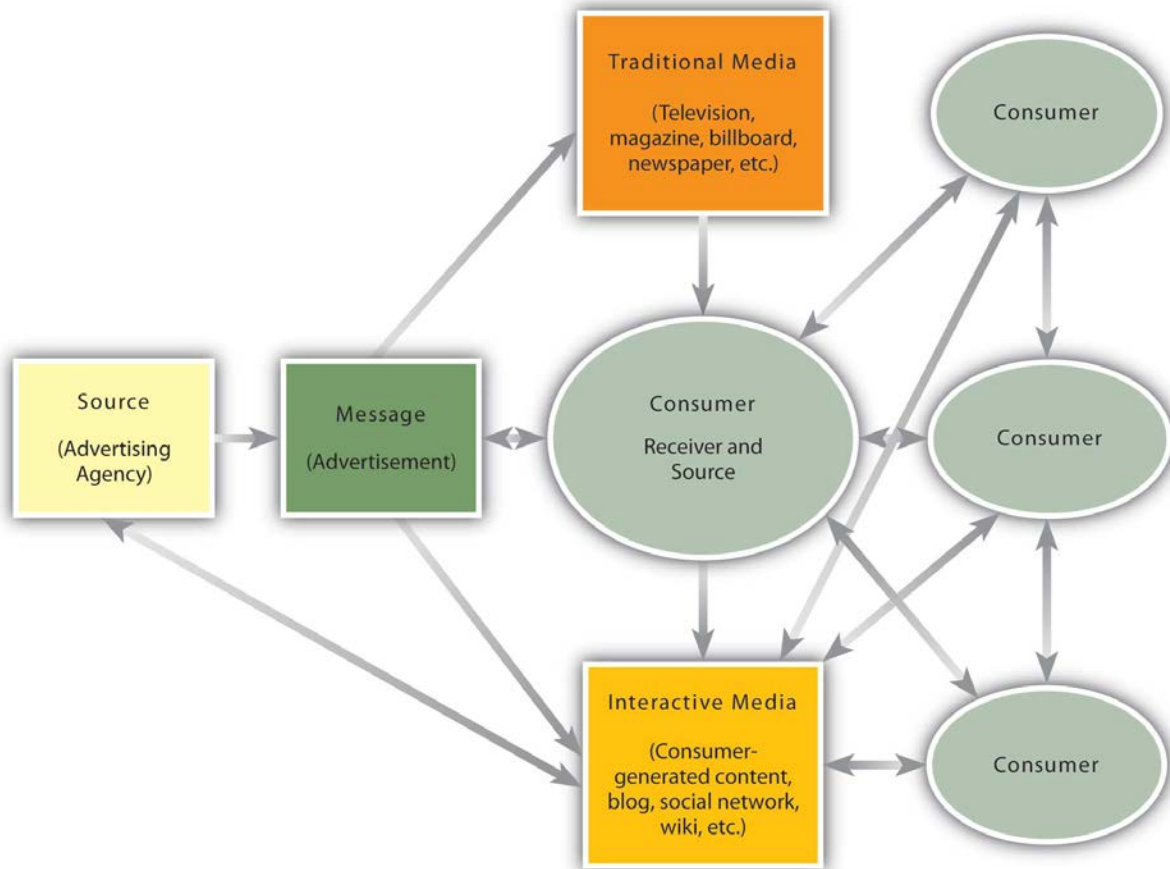 Traditional Media
(Television,
magazine, billboard,
newspaper, etc.)
Consumer
Source
(Advertising
Agency)
Message
(Advertisement)
Consumer
Receiver and
Source
Consumer
Interactive Media
(Consumer-
generated content,
blog, social network,
wiki, etc.)
Consumer